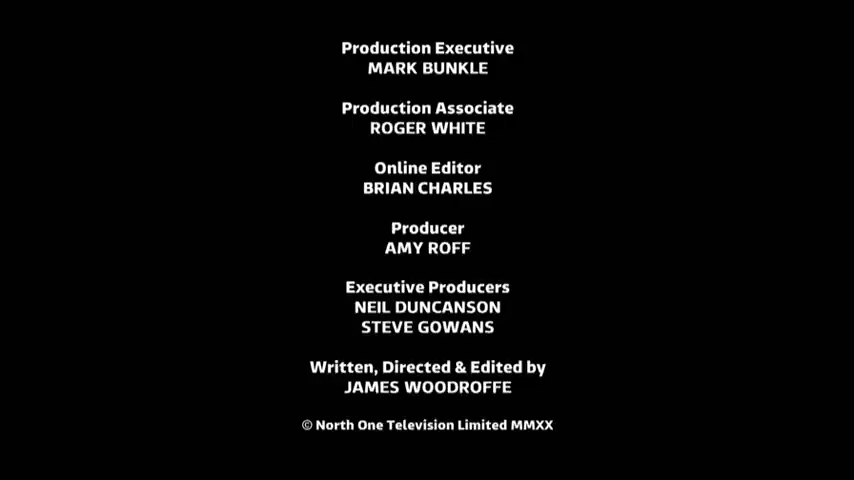 Production Executive
MARK BUNKLE
Production Associate
ROGER WHITE
Online Editor
BRIAN CHARLES
Producer
AMY ROFF
Executive Producers
NEIL DUNCANSON
STEVE GOWANS
Written, Directed & Edited by
JAMES WOODROFFE
© North One Television Limited MMXX